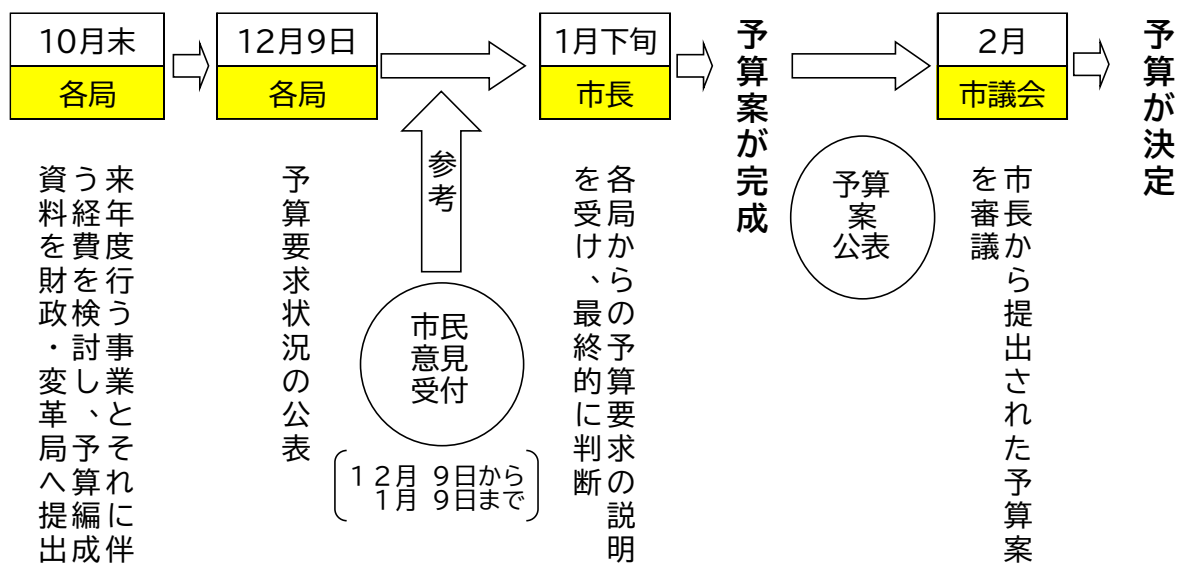 10月末
各局
来年度行う事業とそれに伴
う経費を検討し、予算編成
資料を財政・変革局へ提出
12月9日
各局
予算要求状況の公表
参考
市民
意見
受付
12月 9日から
1月 9日まで
1月下旬
市長
各局からの予算要求の説明
を受け、最終的に判断
予算案が完成
予算
案
公表
2月
市議会
市長から提出された予算案
を審議
予算が決定